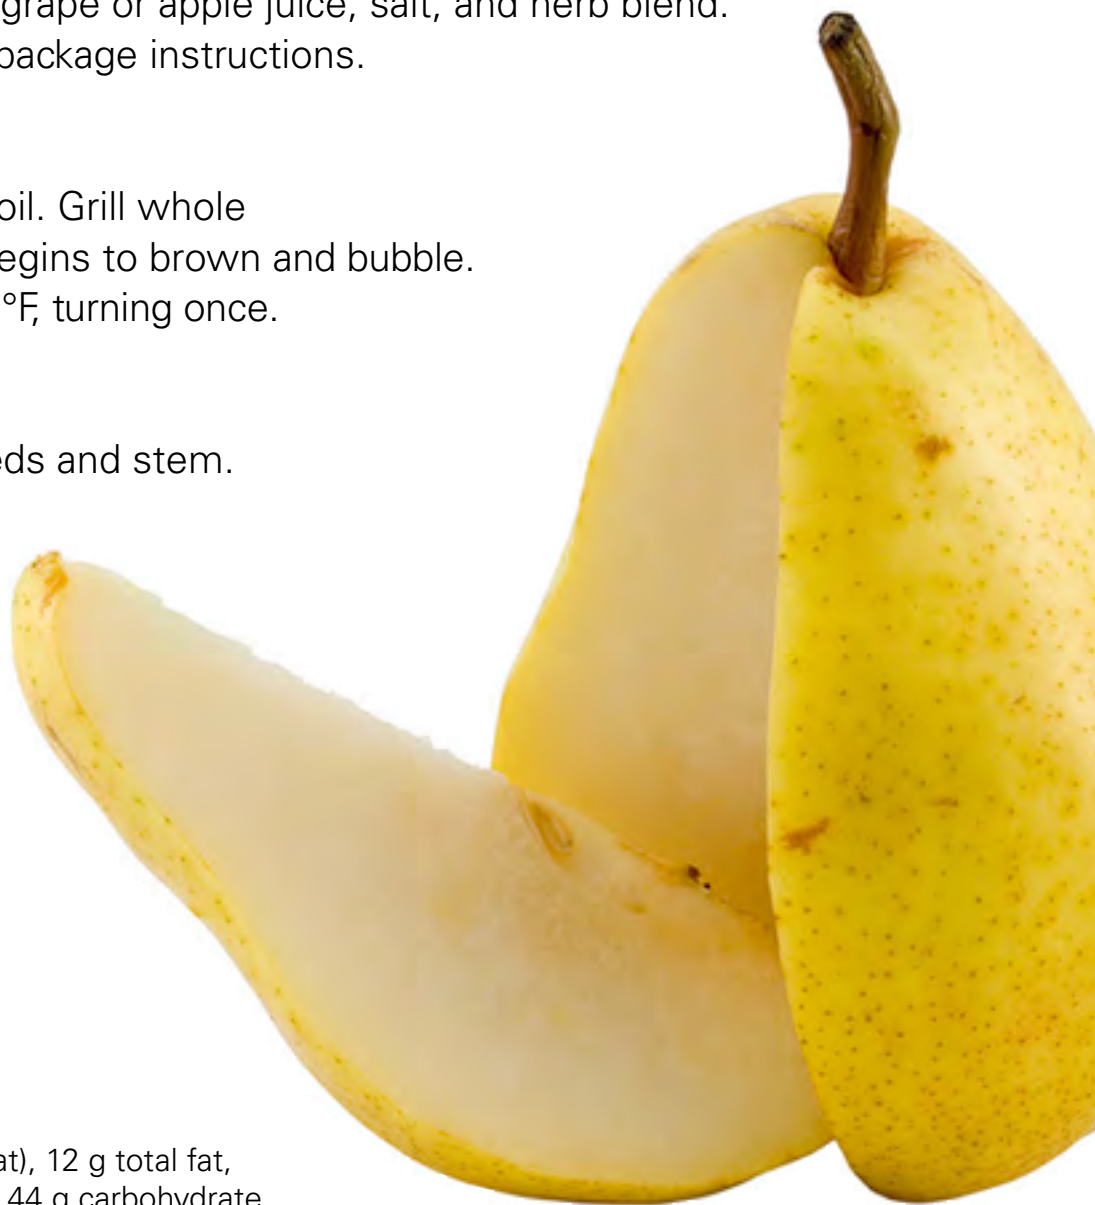 grape or apple juice, salt, and herb blend.
package instructions.
oil. Grill whole
egins to brown and bubble.
°F, turning once.
eds and stem.
at), 12 g total fat,
44 g carbohydrate